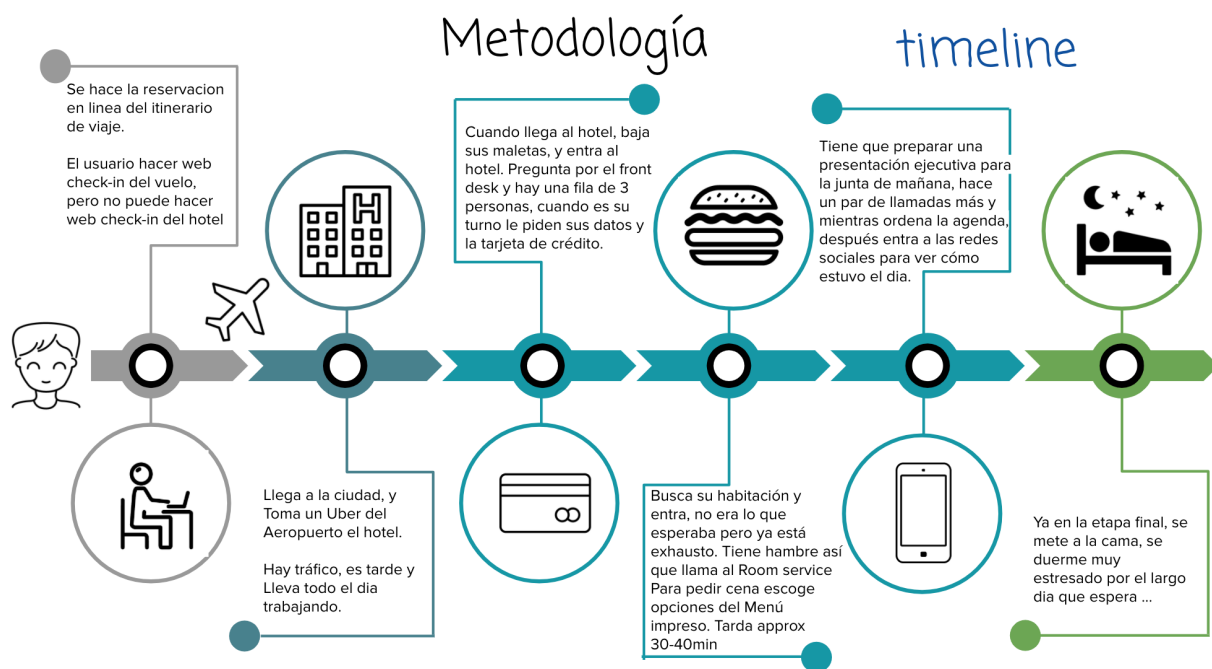 Metodología
timeline
Se hace la reservacion
en linea del itinerario
de viaje.
El usuario hacer web
check-in del vuelo,
pero no puede hacer
web check-in del hotel
H
Llega a la ciudad, y
Toma un Uber del
Aeropuerto el hotel.
Hay tráfico, es tarde y
Lleva todo el dia
trabajando.
Cuando llega al hotel, baja
sus maletas, y entra al
hotel. Pregunta por el front
desk y hay una fila de 3
personas, cuando es su
turno le piden sus datos y
la tarjeta de crédito.
Busca su habitación y
entra, no era lo que
esperaba pero ya está
exhausto. Tiene hambre así
que llama al Room service
Para pedir cena escoge
opciones del Menú
impreso. Tarda approx
30-40min
Tiene que preparar una
presentación ejecutiva para
la junta de mañana, hace
un par de llamadas más y
mientras ordena la agenda,
después entra a las redes
sociales para ver cómo
estuvo el dia.
Ya en la etapa final, se
mete a la cama, se
duerme muy
estresado por el largo
dia que espera ...